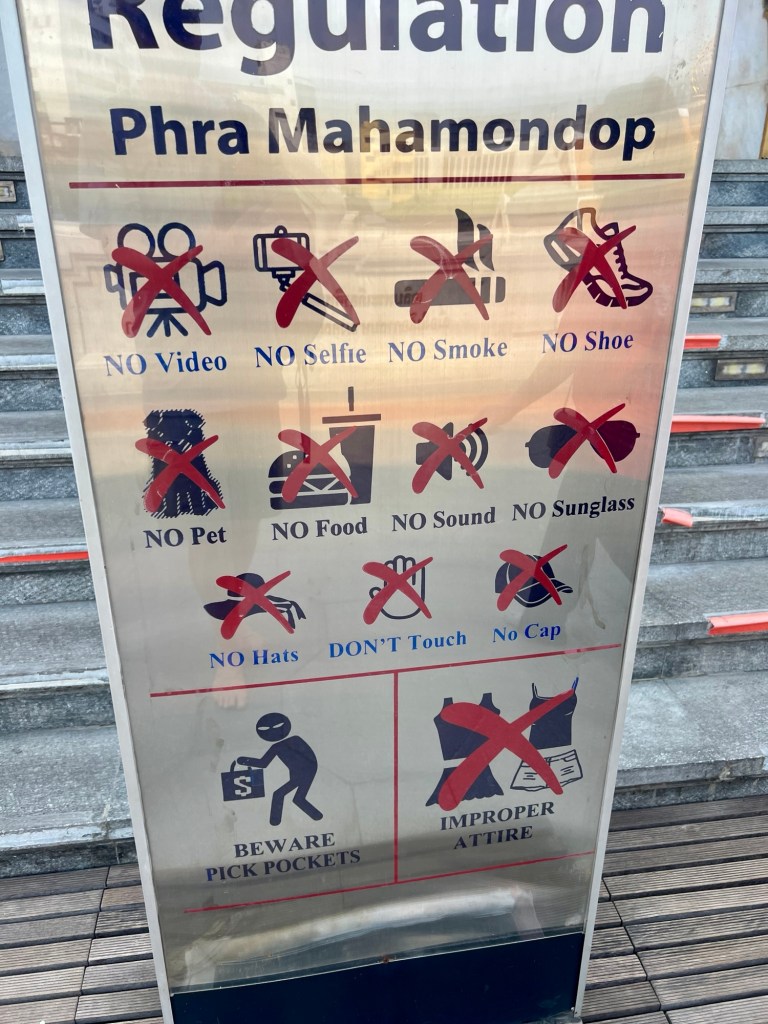 Regulation
Phra Mahamondop
NO Video NO Selfie NO Smoke NO Shoe
NO Pet NO Food NO Sound NO Sunglass
NO Hats DON'T Touch No Cap
$
BEWARE
PICK POCKETS
IMPROPER
ATTIRE